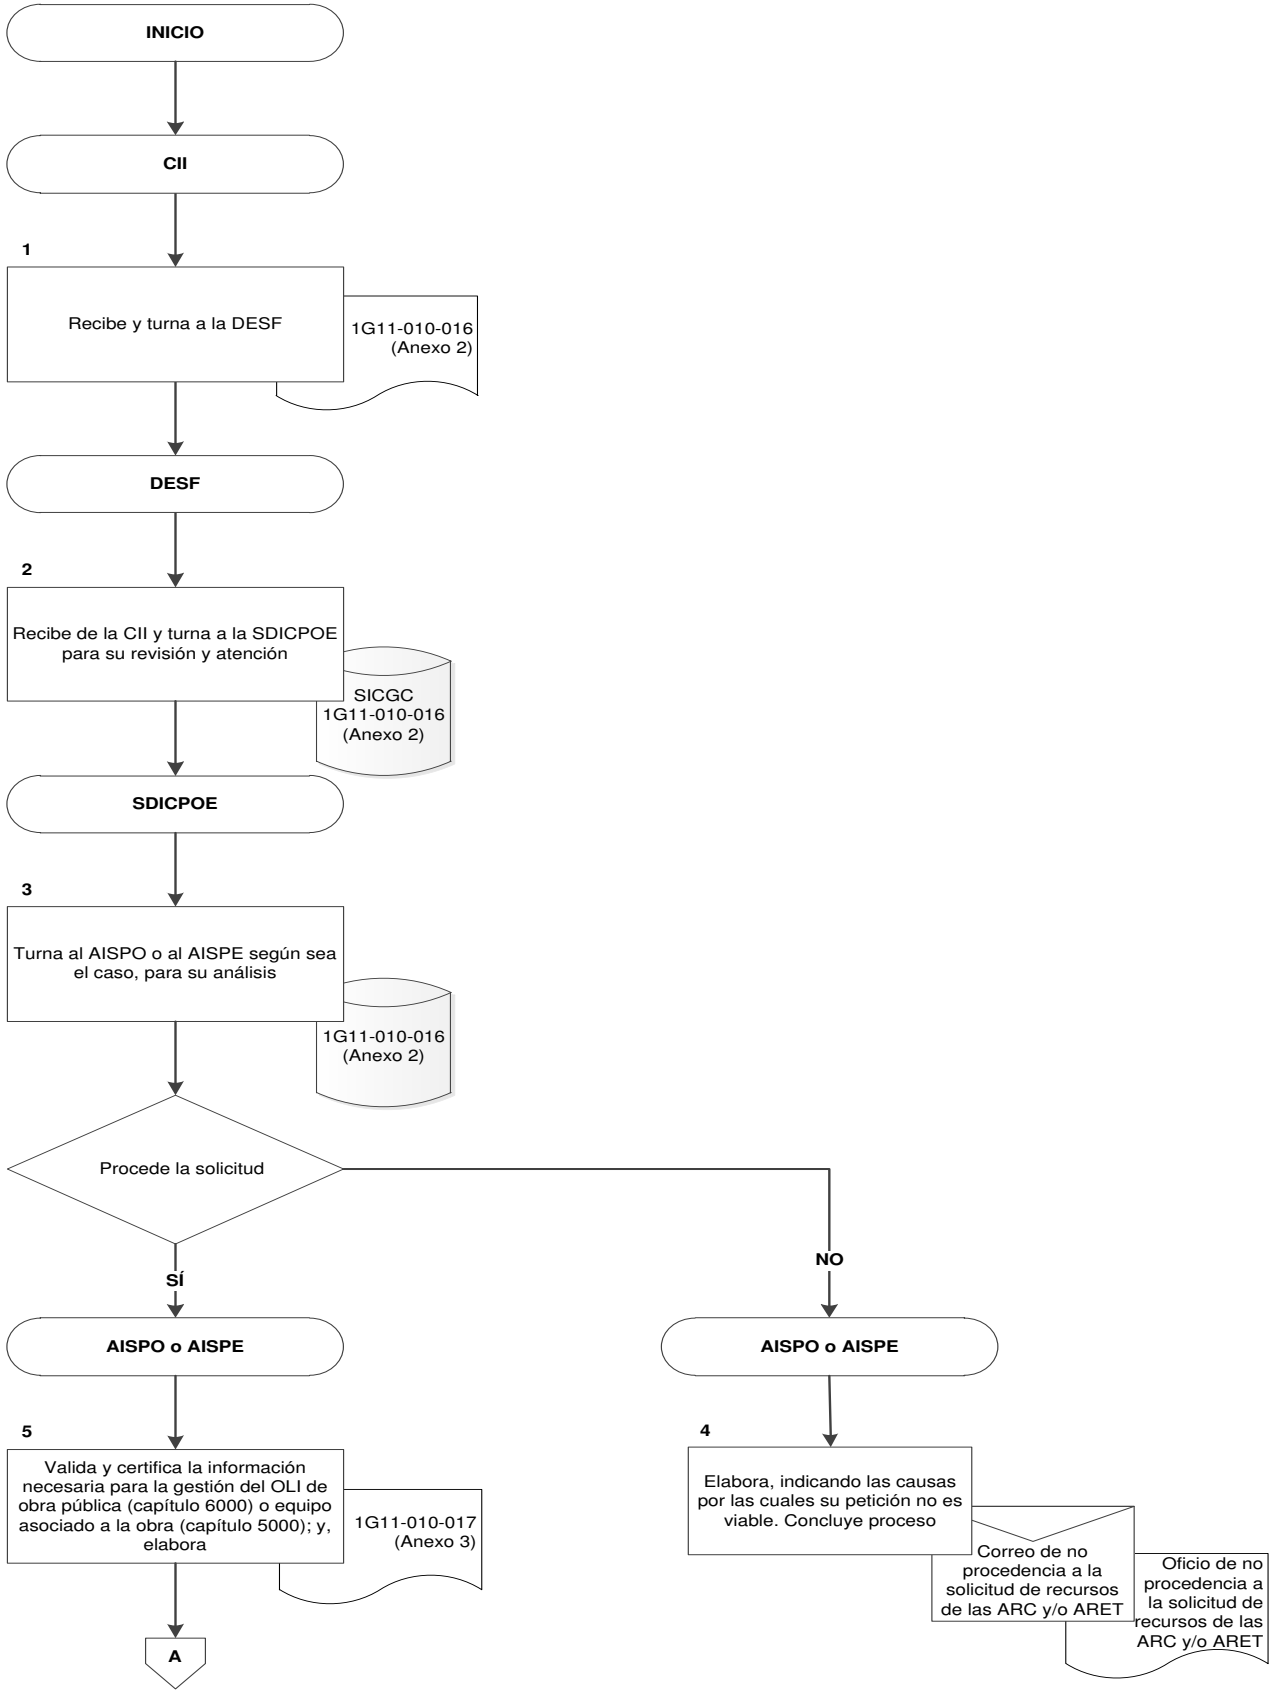 INICIO
CII
1
Recibe y turna a la DESF
1G11-010-016
(Anexo 2)
DESF
2
Recibe de la CII y turna a la SDICPOE
para su revisión y atención
SICGC
1G11-010-016
(Anexo 2)
SDICPOE
3
Turna al AISPO o al AISPE según sea
el caso, para su análisis
1G11-010-016
(Anexo 2)
Procede la solicitud
SÍ
NO
AISPO o AISPE
AISPO o AISPE
5
Valida y certifica la información
necesaria para la gestión del OLI de
obra pública (capítulo 6000) o equipo
asociado a la obra (capítulo 5000); y,
elabora
1G11-010-017
(Anexo 3)
A
4
Elabora, indicando las causas
por las cuales su petición no es
viable. Concluye proceso
Correo de no
procedencia a la
solicitud de recursos
de las ARC y/o ARET
Oficio de no
procedencia a
la solicitud de
recursos de las
ARC y/o ARET